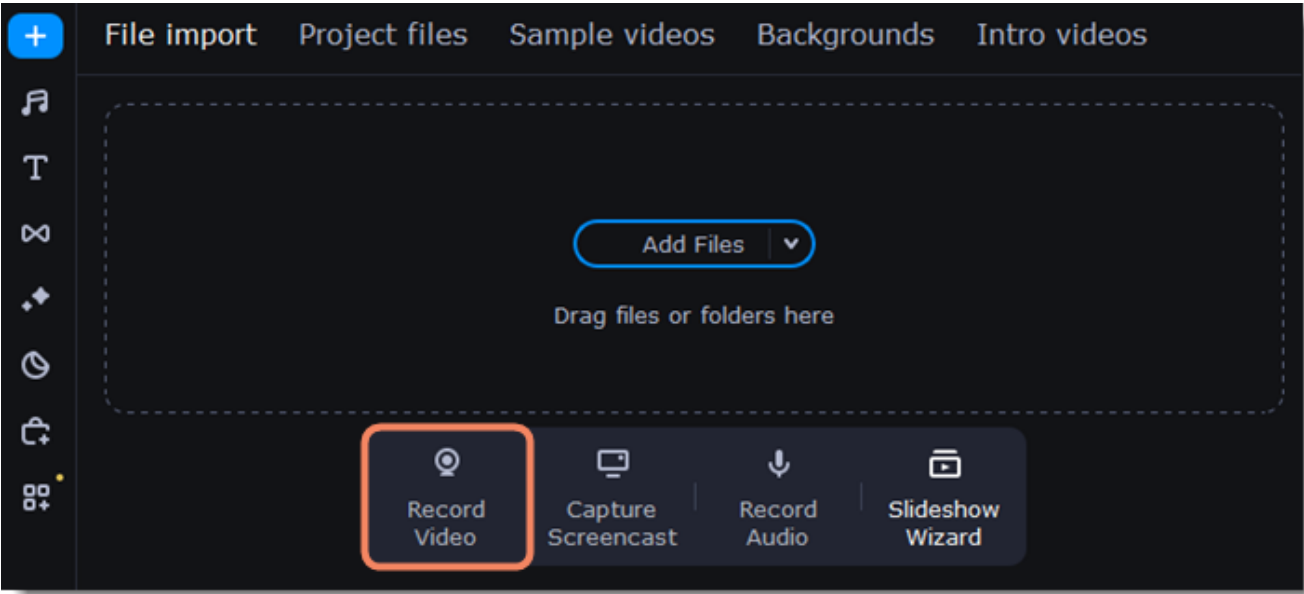 File import Project files Sample videos Backgrounds Intro videos
T
Add Files
Drag files or folders here
Record
Video
Capture
Screencast
Record
Audio
Slideshow
Wizard